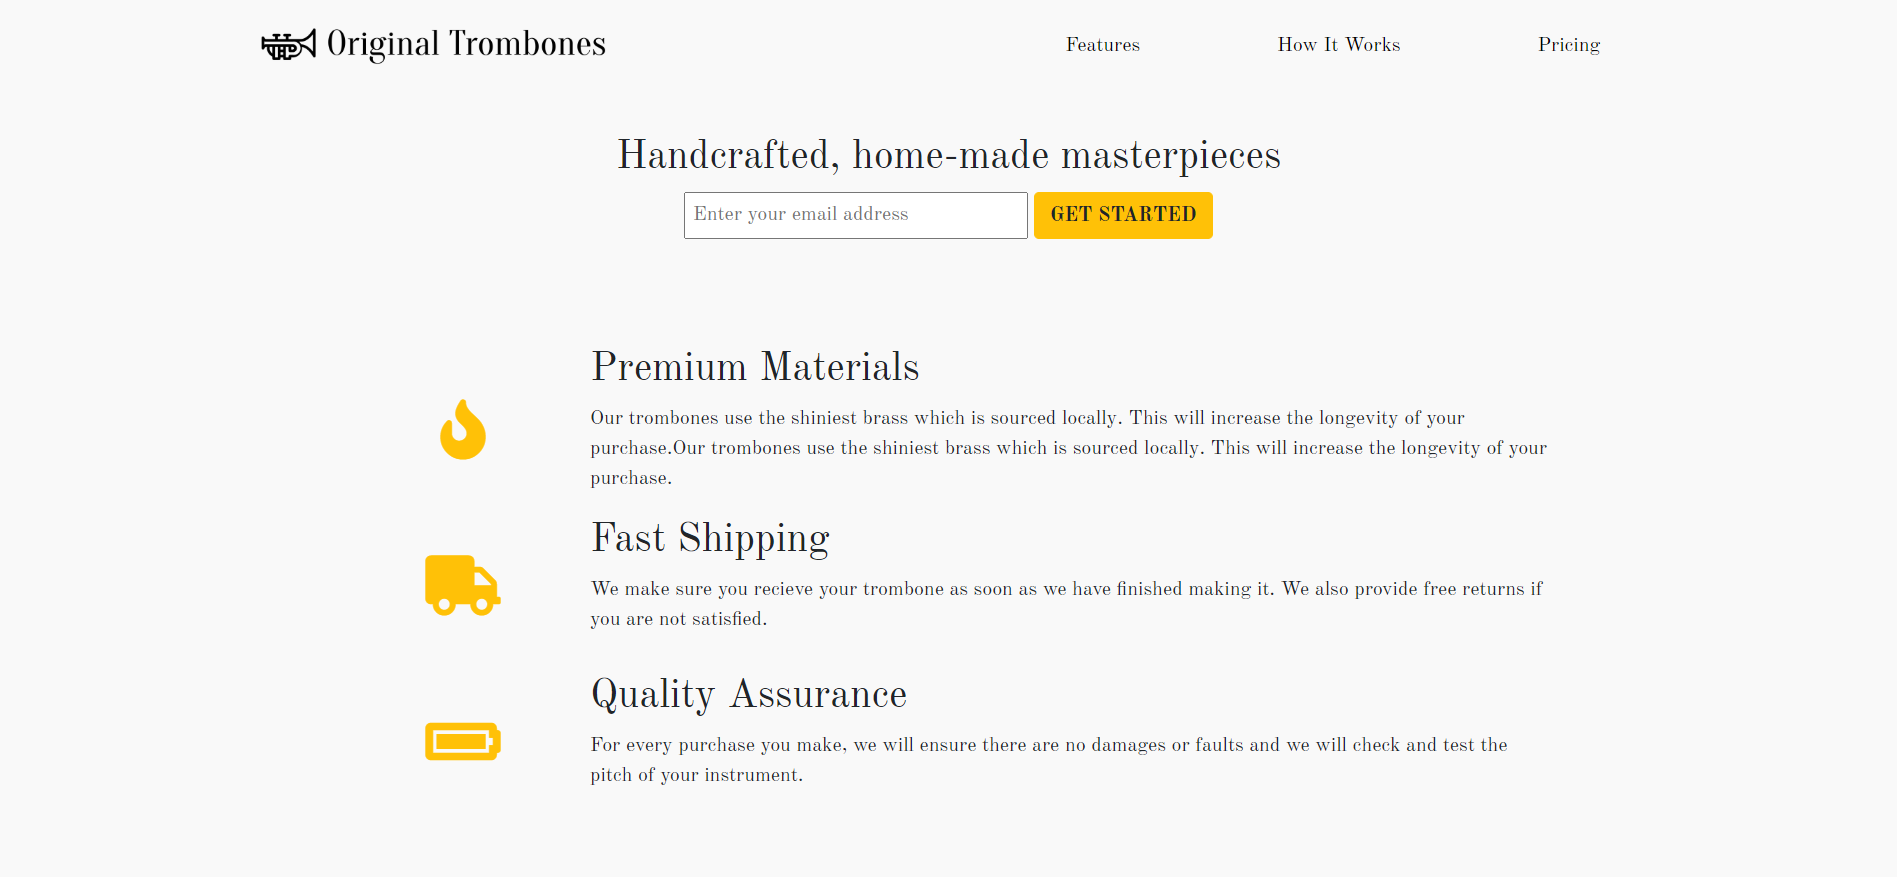 Original Trombones
Features
How It Works
Pricing
Handcrafted, home-made masterpieces
Enter your email address
GET STARTED
Premium Materials
Our trombones use the shiniest brass which is sourced locally. This will increase the longevity of your
purchase.Our trombones use the shiniest brass which is sourced locally. This will increase the longevity of your
purchase.
Fast Shipping
We make sure you recieve your trombone as soon as we have finished making it. We also provide free returns if
you are not satisfied.
Quality Assurance
For every purchase you make, we will ensure there are no damages or faults and we will check and test the
pitch of your instrument.